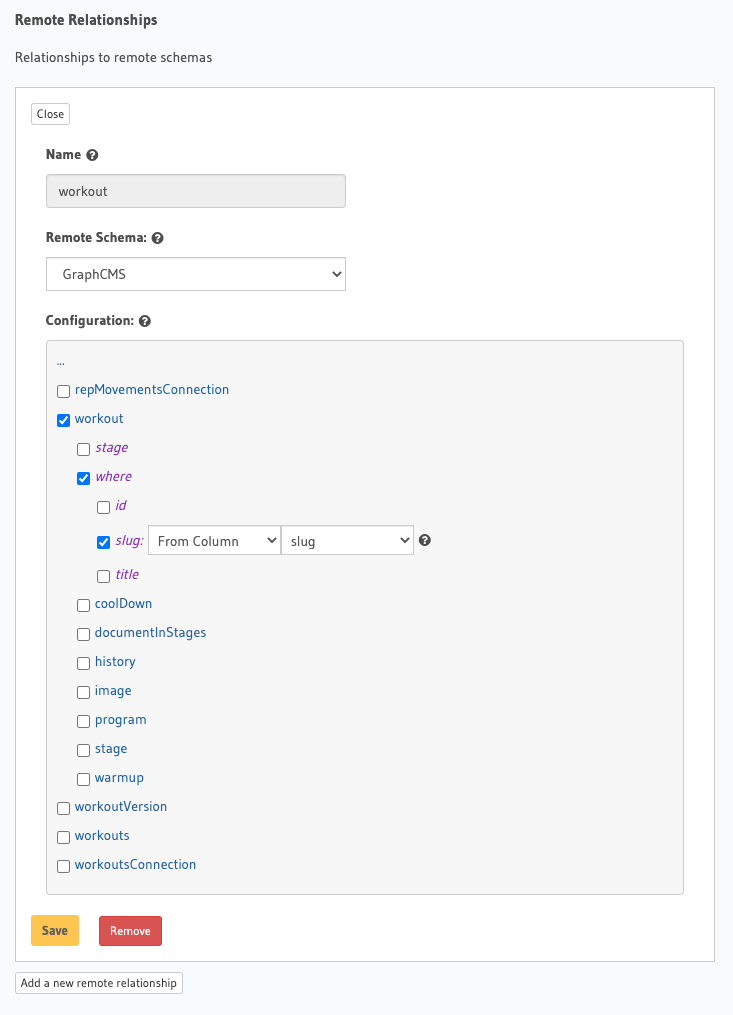 Remote Relationships
Relationships to remote schemas
Close
Name
workout
Remote Schema:
GraphCMS
Configuration:
...
repMovementsConnection
workout
stage
where
id
slug: From Column slug
title
coolDown
documentInStages
history
image
program
stage
warmup
workoutVersion
workouts
workoutsConnection
Save Remove
Add a new remote relationship